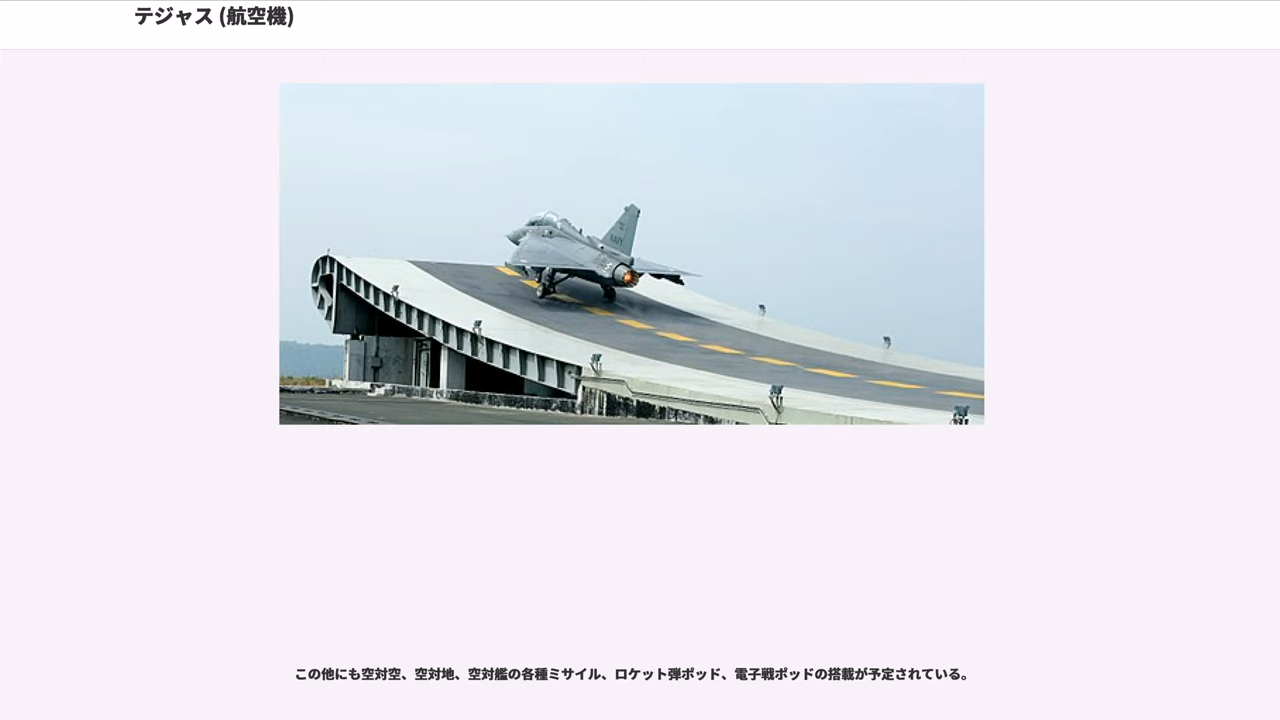 テジャス (航空機)
NAVY
この他にも空対空、空対地、空対艦の各種ミサイル、ロケット弾ポッド、電子戦ポッドの搭載が予定されている。